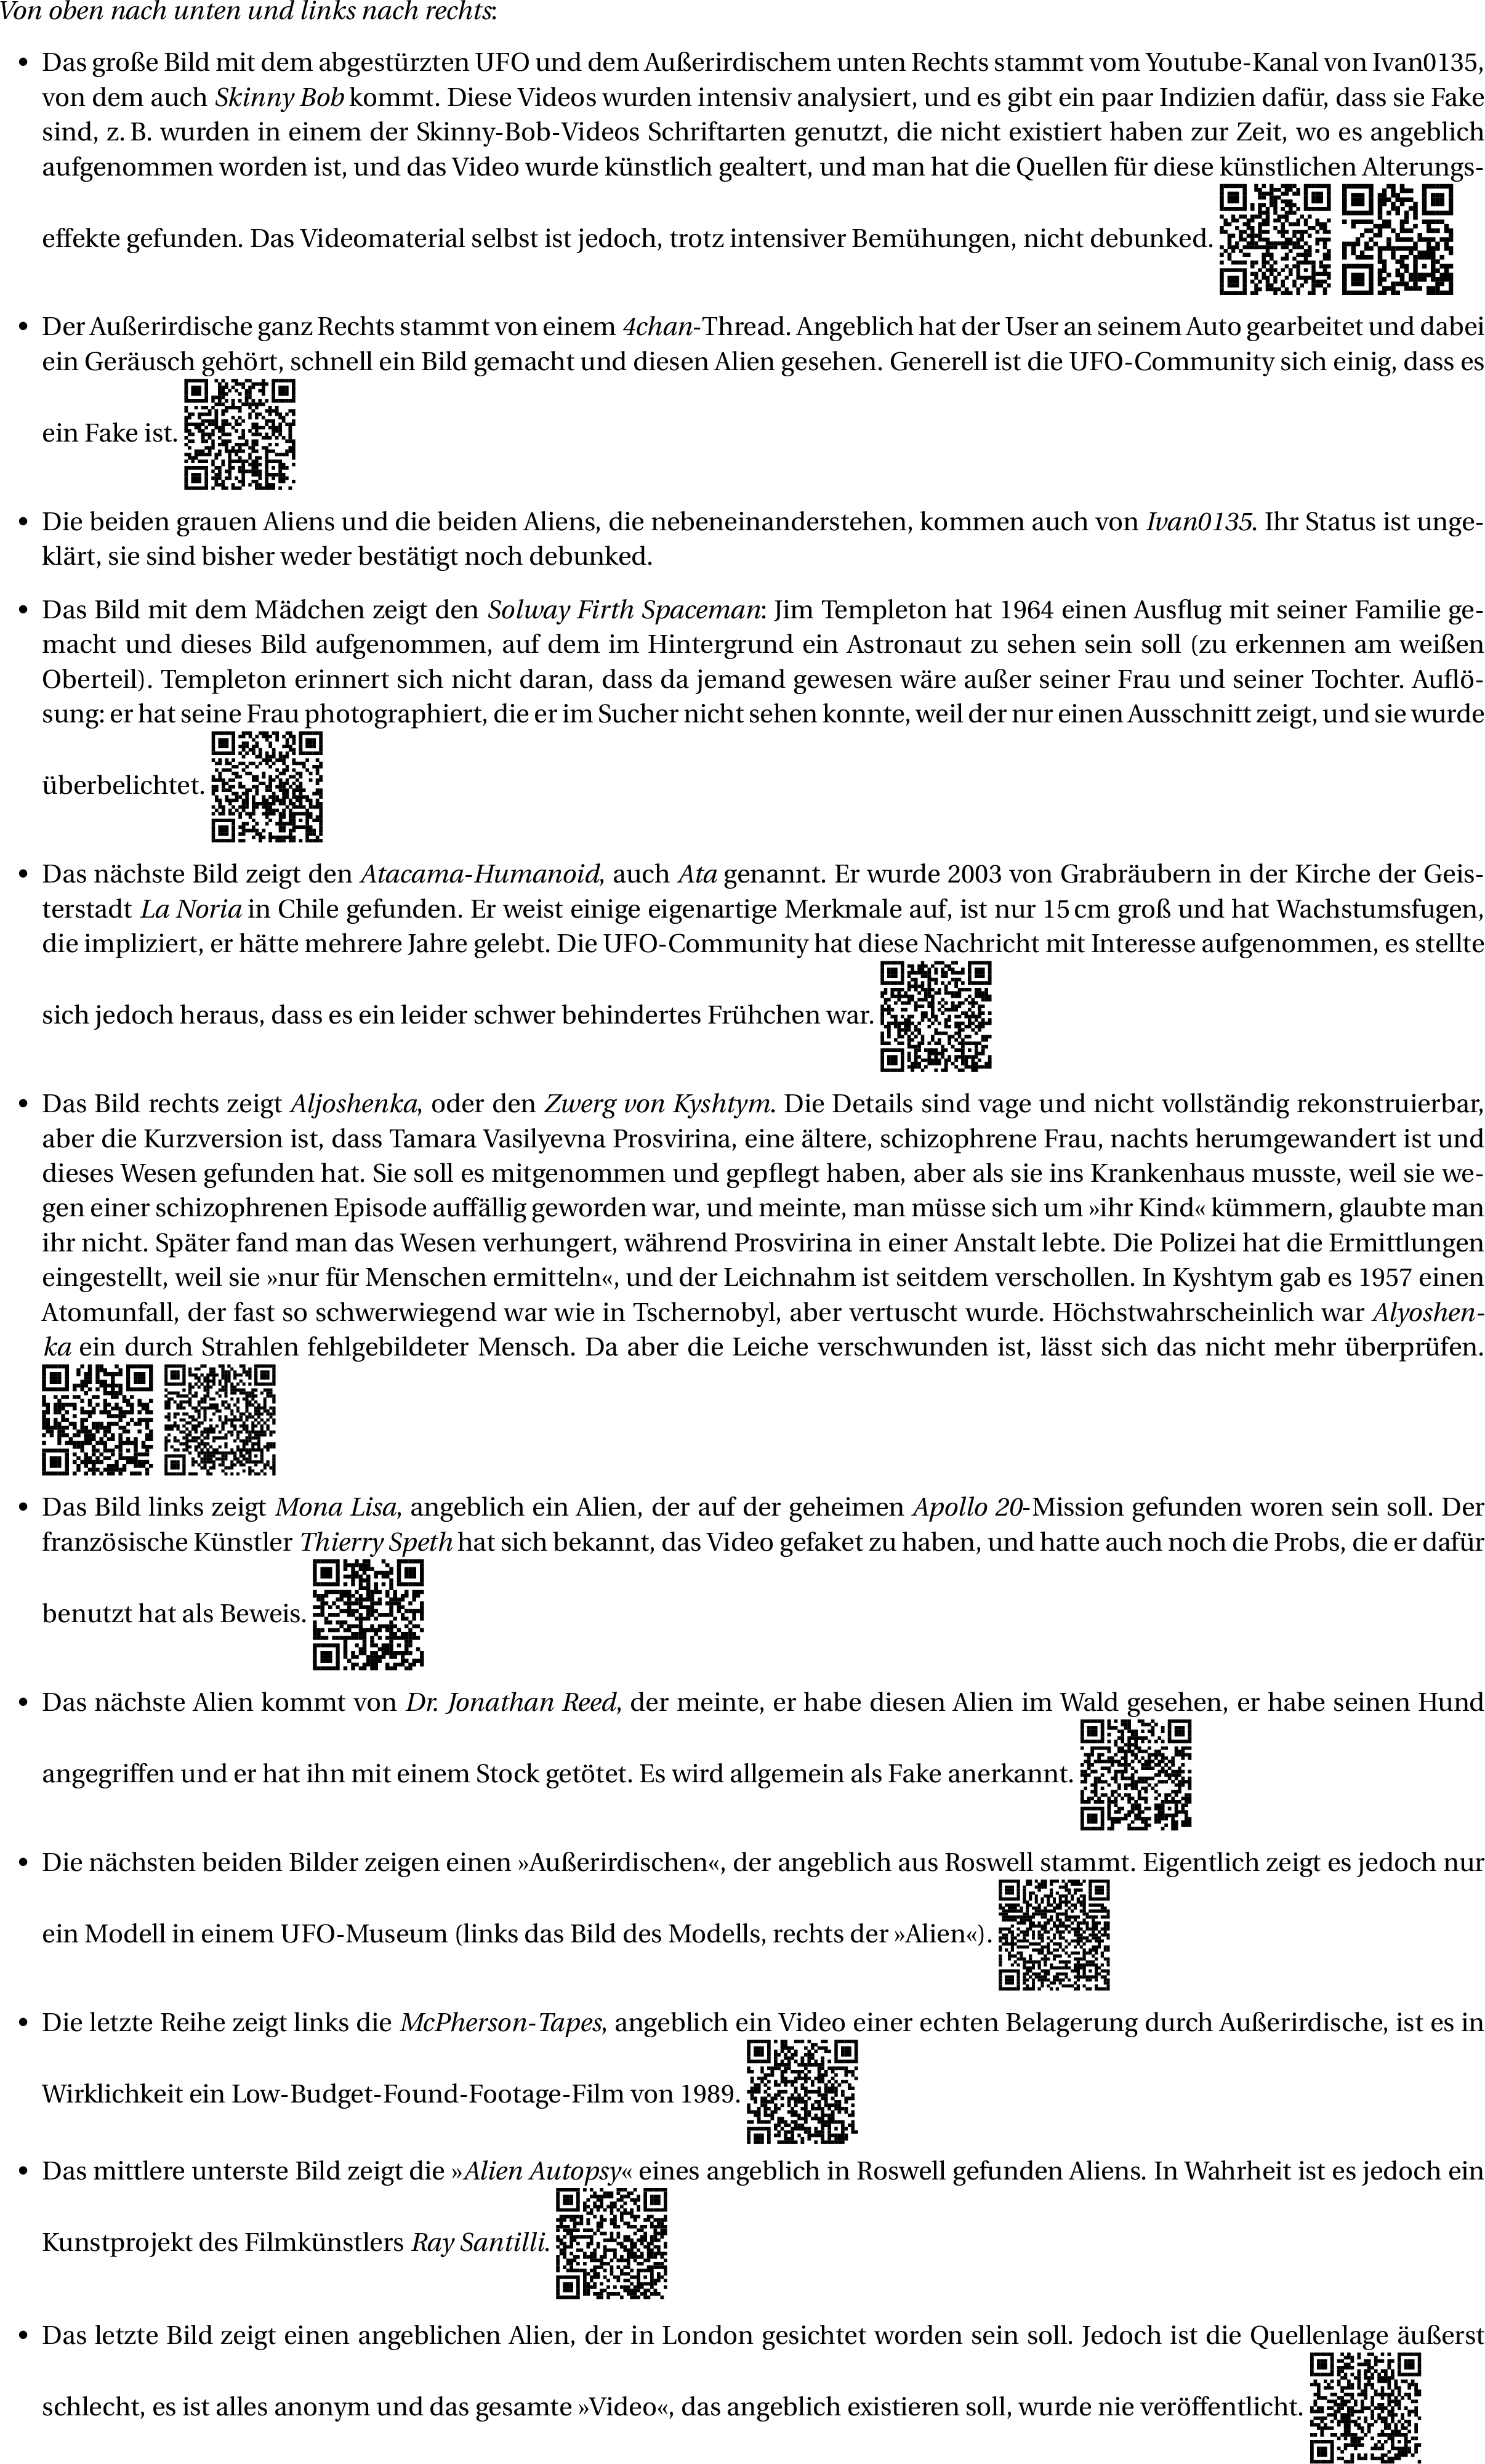 Von oben nach unten und links nach rechts:
• Das große Bild mit dem abgestürzten UFO und dem Außerirdischem unten Rechts stammt vom Youtube-Kanal von Ivan0135,
von dem auch Skinny Bob kommt. Diese Videos wurden intensiv analysiert, und es gibt ein paar Indizien dafür, dass sie Fake
sind, z. B. wurden in einem der Skinny-Bob-Videos Schriftarten genutzt, die nicht existiert haben zur Zeit, wo es angeblich
aufgenommen worden ist, und das Video wurde künstlich gealtert, und man hat die Quellen für diese künstlichen Alterungs-
effekte gefunden. Das Videomaterial selbst ist jedoch, trotz intensiver Bemühungen, nicht debunked.
• Der Außerirdische ganz Rechts stammt von einem 4chan-Thread. Angeblich hat der User an seinem Auto gearbeitet und dabei
ein Geräusch gehört, schnell ein Bild gemacht und diesen Alien gesehen. Generell ist die UFO-Community sich einig, dass es
ein Fake ist.
• Die beiden grauen Aliens und die beiden Aliens, die nebeneinanderstehen, kommen auch von Ivan0135. Ihr Status ist unge-
klärt, sie sind bisher weder bestätigt noch debunked.
• Das Bild mit dem Mädchen zeigt den Solway Firth Spaceman: Jim Templeton hat 1964 einen Ausflug mit seiner Familie ge-
macht und dieses Bild aufgenommen, auf dem im Hintergrund ein Astronaut zu sehen sein soll (zu erkennen am weißen
Oberteil). Templeton erinnert sich nicht daran, dass da jemand gewesen wäre außer seiner Frau und seiner Tochter. Auflö-
sung: er hat seine Frau photographiert, die er im Sucher nicht sehen konnte, weil der nur einen Ausschnitt zeigt, und sie wurde
überbelichtet.
• Das nächste Bild zeigt den Atacama-Humanoid, auch Ata genannt. Er wurde 2003 von Grabräubern in der Kirche der Geis-
terstadt La Noria in Chile gefunden. Er weist einige eigenartige Merkmale auf, ist nur 15 cm groß und hat Wachstumsfugen,
die impliziert, er hätte mehrere Jahre gelebt. Die UFO-Community hat diese Nachricht mit Interesse aufgenommen, es stellte
sich jedoch heraus, dass es ein leider schwer behindertes Frühchen war.
• Das Bild rechts zeigt Aljoshenka, oder den Zwerg von Kyshtym. Die Details sind vage und nicht vollständig rekonstruierbar,
aber die Kurzversion ist, dass Tamara Vasilyevna Prosvirina, eine ältere, schizophrene Frau, nachts herumgewandert ist und
dieses Wesen gefunden hat. Sie soll es mitgenommen und gepflegt haben, aber als sie ins Krankenhaus musste, weil sie we-
gen einer schizophrenen Episode auffällig geworden war, und meinte, man müsse sich um »ihr Kind« kümmern, glaubte man
ihr nicht. Später fand man das Wesen verhungert, während Prosvirina in einer Anstalt lebte. Die Polizei hat die Ermittlungen
eingestellt, weil sie »nur für Menschen ermitteln«, und der Leichnahm ist seitdem verschollen. In Kyshtym gab es 1957 einen
Atomunfall, der fast so schwerwiegend war wie in Tschernobyl, aber vertuscht wurde. Höchstwahrscheinlich war Alyoshen-
ka ein durch Strahlen fehlgebildeter Mensch. Da aber die Leiche verschwunden ist, lässt sich das nicht mehr überprüfen.
• Das Bild links zeigt Mona Lisa, angeblich ein Alien, der auf der geheimen Apollo 20-Mission gefunden woren sein soll. Der
französische Künstler Thierry Speth hat sich bekannt, das Video gefaket zu haben, und hatte auch noch die Probs, die er dafür
benutzt hat als Beweis.
• Das nächste Alien kommt von Dr. Jonathan Reed, der meinte, er habe diesen Alien im Wald gesehen, er habe seinen Hund
angegriffen und er hat ihn mit einem Stock getötet. Es wird allgemein als Fake anerkannt.
• Die nächsten beiden Bilder zeigen einen »Außerirdischen«, der angeblich aus Roswell stammt. Eigentlich zeigt es jedoch nur
ein Modell in einem UFO-Museum (links das Bild des Modells, rechts der »Alien«).
• Die letzte Reihe zeigt links die McPherson-Tapes, angeblich ein Video einer echten Belagerung durch Außerirdische, ist es in
Wirklichkeit ein Low-Budget-Found-Footage-Film von 1989.
• Das mittlere unterste Bild zeigt die »Alien Autopsy« eines angeblich in Roswell gefunden Aliens. In Wahrheit ist es jedoch ein
Kunstprojekt des Filmkünstlers Ray Santilli.
• Das letzte Bild zeigt einen angeblichen Alien, der in London gesichtet worden sein soll. Jedoch ist die Quellenlage äußerst
schlecht, es ist alles anonym und das gesamte »Video«, das angeblich existieren soll, wurde nie veröffentlicht.